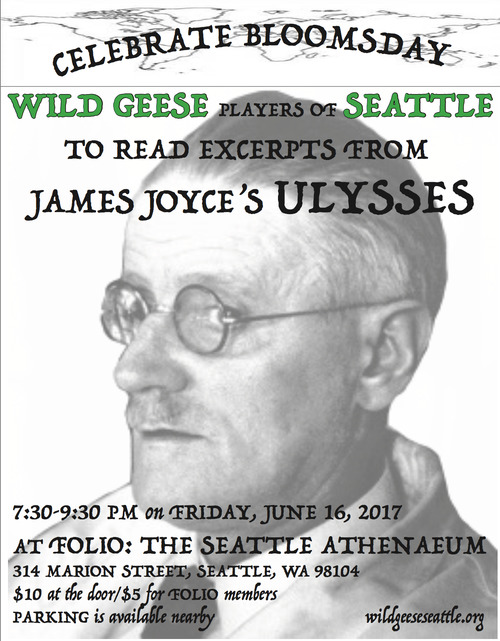 CELEBRATE BLOOMSDAY
WILD GEESE PLAYERS OF SEATTLE
TO READ EXCERPTS FROM
JAMES JOYCE'S ULYSSES
7:30-9:30 PM on FRIDAY, JUNE 16, 2017
AT FOLIO: THE SEATTLE ATHENAEUM
314 MARION STREET, SEATTLE, WA 98104
$10 at the door/$5 for FOLIO members
PARKING is available nearby
wildgeeseseattle.org